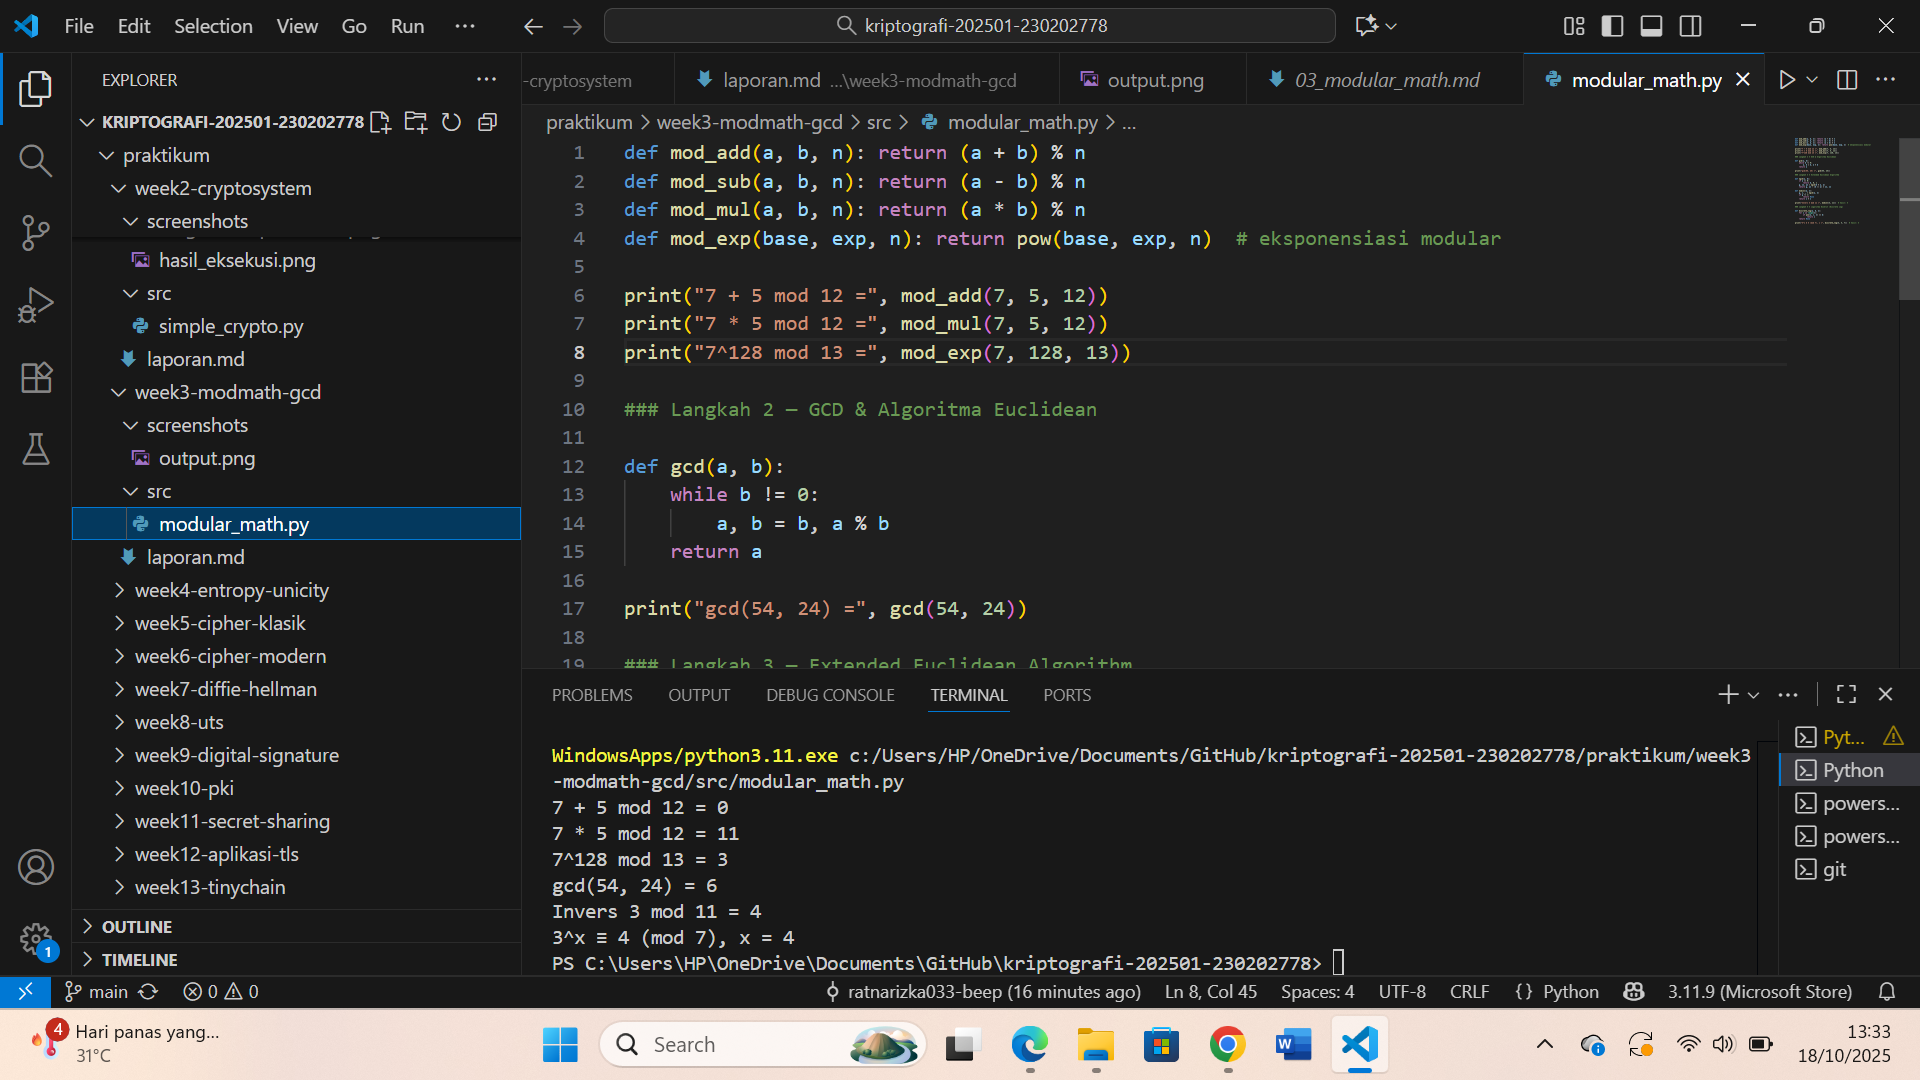 File Edit Selection View Go Run ···
kriptografi-202501-230202778
EXPLORER
KRIPTOGRAFI-202501-230202778
praktikum
week2-cryptosystem
screenshots
hasil_eksekusi.png
src
simple_crypto.py
laporan.md
week3-modmath-gcd
screenshots
output.png
src
modular_math.py
laporan.md
week4-entropy-unicity
week5-cipher-klasik
week6-cipher-modern
week7-diffie-hellman
week8-uts
week9-digital-signature
week10-pki
week11-secret-sharing
week12-aplikasi-tls
week13-tinychain
OUTLINE
TIMELINE
1
-cryptosystem
laporan.md ...\week3-modmath-gcd
output.png
03_modular_math.md
modular_math.py
praktikum > week3-modmath-gcd > src > modular_math.py > ...
1 def mod_add(a, b, n): return (a + b) % n
2 def mod_sub(a, b, n): return (a - b) % n
3 def mod_mul(a, b, n): return (a * b) % n
4 def mod_exp(base, exp, n): return pow(base, exp, n)  # eksponensiasi modular
5
6 print("7 + 5 mod 12 =", mod_add(7, 5, 12))
7 print("7 * 5 mod 12 =", mod_mul(7, 5, 12))
8 print("7^128 mod 13 =", mod_exp(7, 128, 13))
9
10 ### Langkah 2 — GCD & Algoritma Euclidean
11
12 def gcd(a, b):
13     while b != 0:
14         a, b = b, a % b
15     return a
16
17 print("gcd(54, 24) =", gcd(54, 24))
18
19 ### Langkah 3 — Extended Euclidean Algorithm
PROBLEMS OUTPUT DEBUG CONSOLE TERMINAL PORTS
WindowsApps/python3.11.exe c:/Users/HP/OneDrive/Documents/GitHub/kriptografi-202501-230202778/praktikum/week3
-modmath-gcd/src/modular_math.py
7 + 5 mod 12 = 0
7 * 5 mod 12 = 11
7^128 mod 13 = 3
gcd(54, 24) = 6
Invers 3 mod 11 = 4
3^x ≡ 4 (mod 7), x = 4
PS C:\Users\HP\OneDrive\Documents\GitHub\kriptografi-202501-230202778>
Pyt...
Python
powers...
powers...
git
main 0 0 ratnarizka033-beep (16 minutes ago) Ln 8, Col 45 Spaces: 4 UTF-8 CRLF {} Python 3.11.9 (Microsoft Store)
4
Hari panas yang...
31°C
Search
13:33
18/10/2025